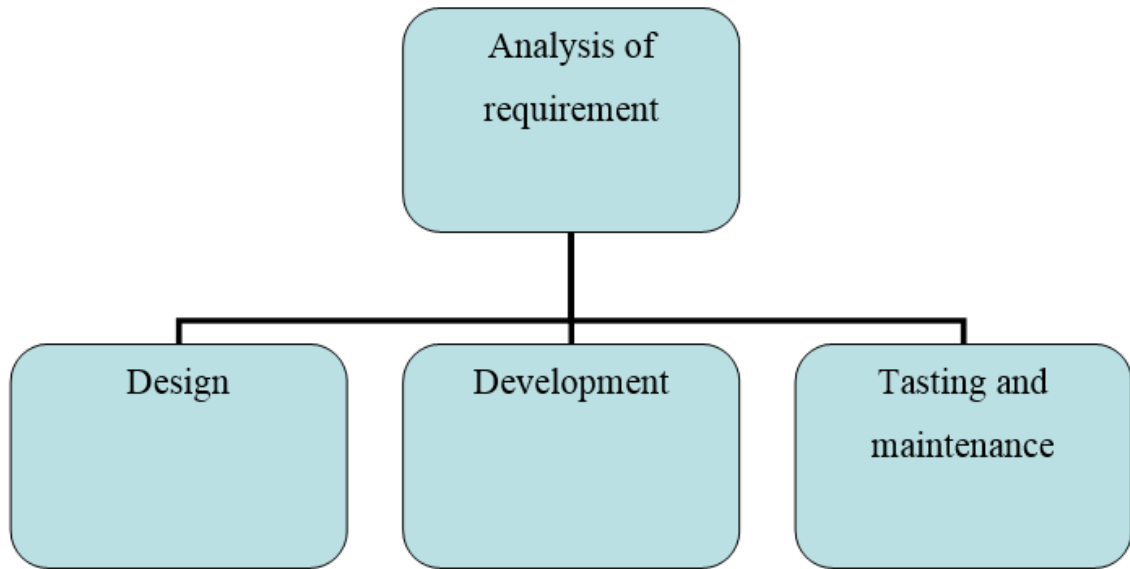 Analysis of
requirement
Design
Development
Tasting and
maintenance